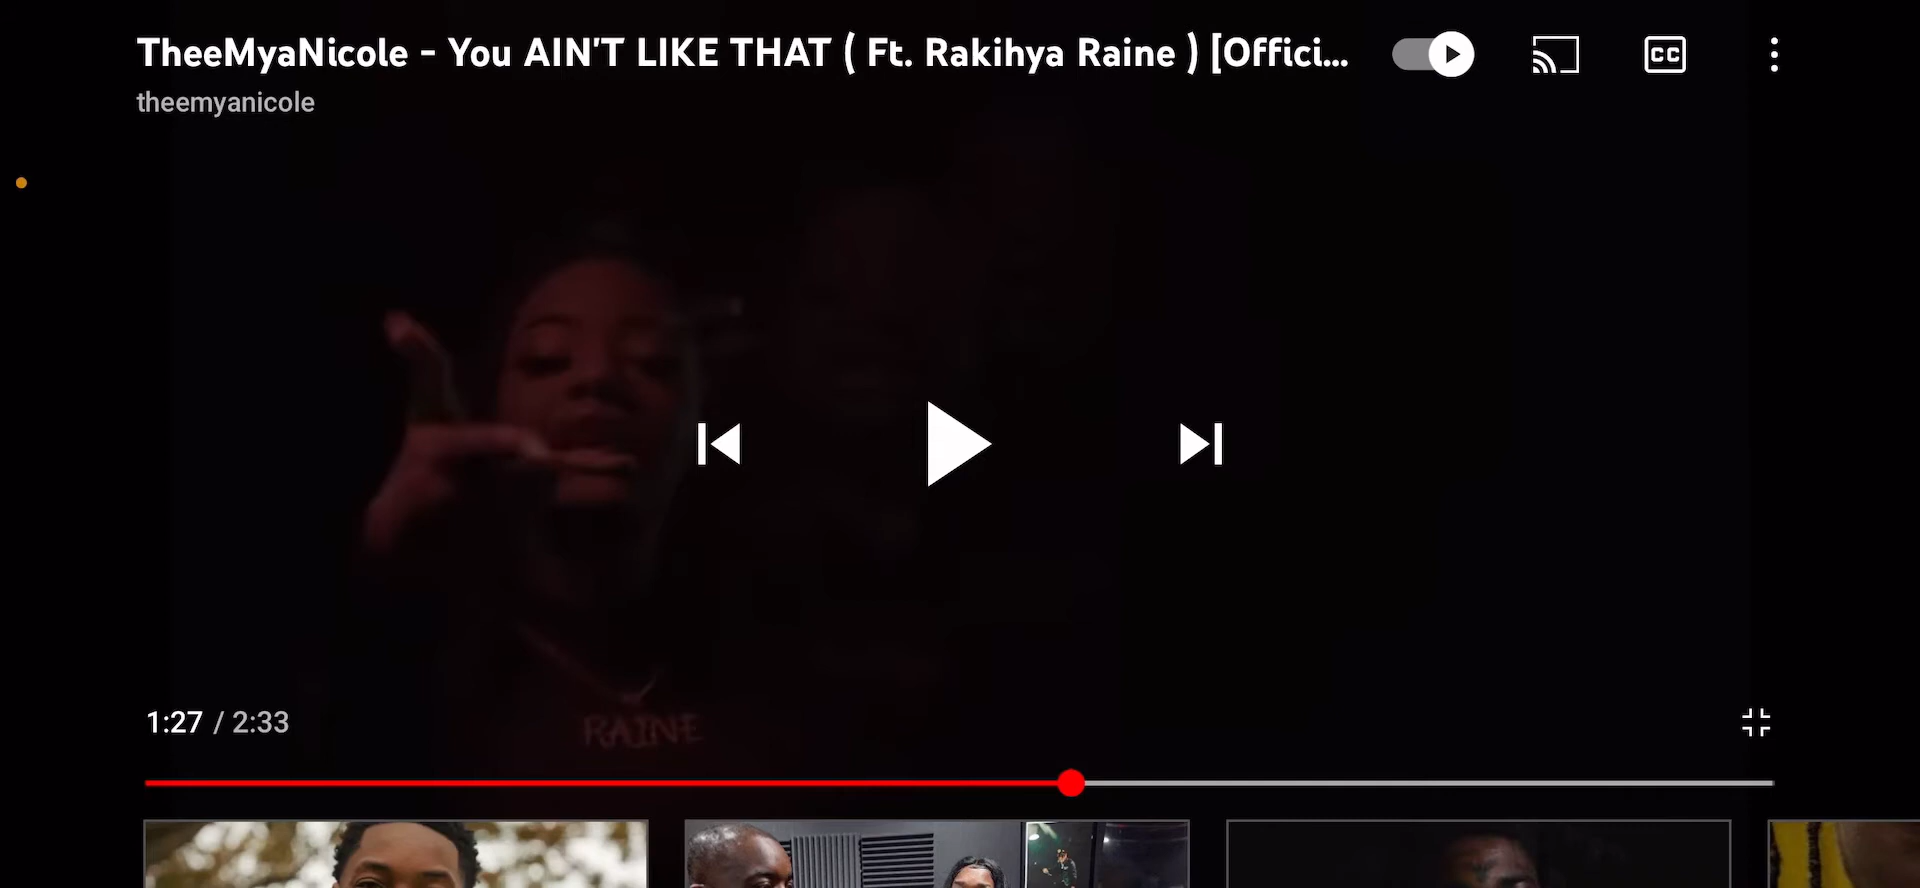 TheeMyaNicole - You AIN'T LIKE THAT ( Ft. Rakihya Raine ) [Offici...
CC
theemyanicole
1:27 / 2:33
RAINE